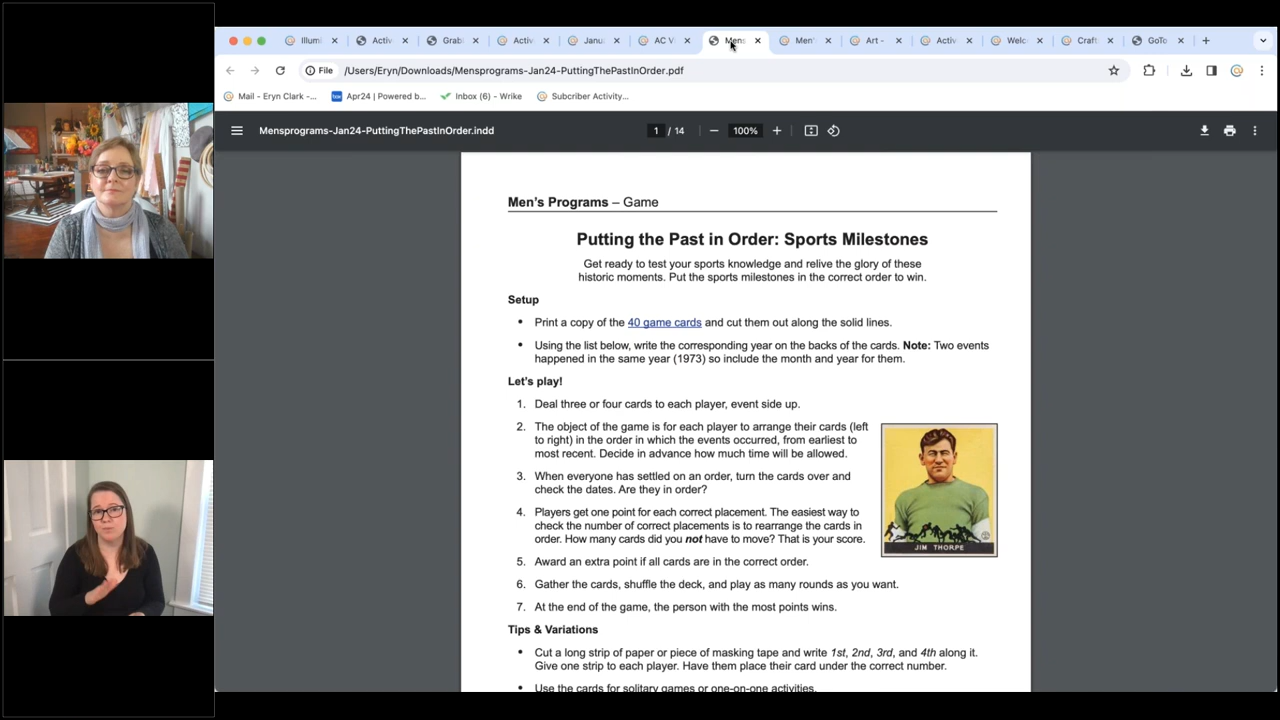 Illumi
Activ
Grabl
Activ
Janu
AC V
Mens
Men'
Art -
Activ
Welc
Craft
GoTo
File
/Users/Eryn/Downloads/Mensprograms-Jan24-PuttingThePastInOrder.pdf
Mail - Eryn Clark -...
Apr24 | Powered b...
Inbox (6) - Wrike
Subcriber Activity...
Mensprograms-Jan24-PuttingThePastInOrder.indd
1 / 14
100%
Men's Programs – Game
Putting the Past in Order: Sports Milestones
Get ready to test your sports knowledge and relive the glory of these
historic moments. Put the sports milestones in the correct order to win.
Setup
• Print a copy of the 40 game cards and cut them out along the solid lines.
• Using the list below, write the corresponding year on the backs of the cards. Note: Two events
happened in the same year (1973) so include the month and year for them.
Let's play!
1. Deal three or four cards to each player, event side up.
2. The object of the game is for each player to arrange their cards (left
to right) in the order in which the events occurred, from earliest to
most recent. Decide in advance how much time will be allowed.
3. When everyone has settled on an order, turn the cards over and
check the dates. Are they in order?
4. Players get one point for each correct placement. The easiest way to
check the number of correct placements is to rearrange the cards in
order. How many cards did you not have to move? That is your score.
JIM THORPE
5. Award an extra point if all cards are in the correct order.
6. Gather the cards, shuffle the deck, and play as many rounds as you want.
7. At the end of the game, the person with the most points wins.
Tips & Variations
• Cut a long strip of paper or piece of masking tape and write 1st, 2nd, 3rd, and 4th along it.
Give one strip to each player. Have them place their card under the correct number.
• Use the cards for solitary games or one-on-one activities.